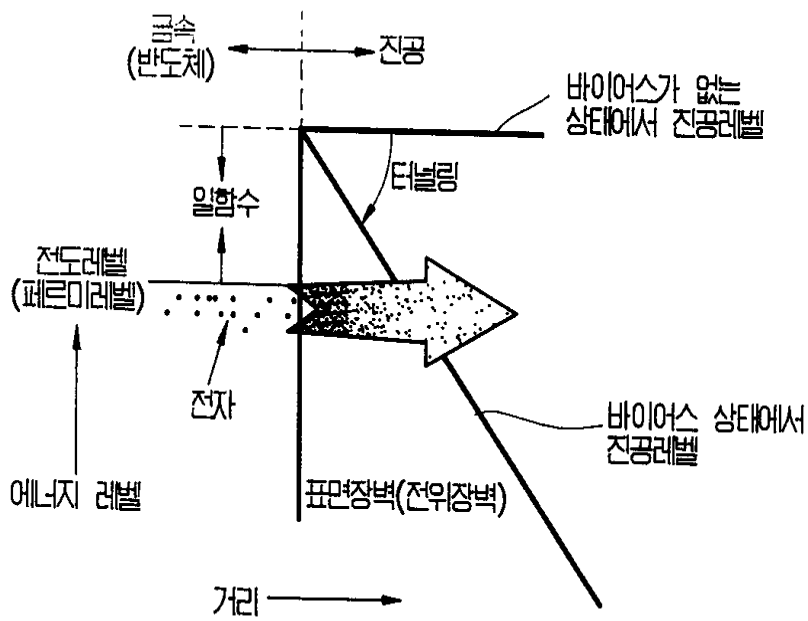 금속
(반도체)
진공
바이어스가 없는
상태에서 진공레벨
터널링
일함수
전도레벨
(페르미레벨)
전자
바이어스 상태에서
진공레벨
에너지 레벨
표면장벽(전위장벽)
거리